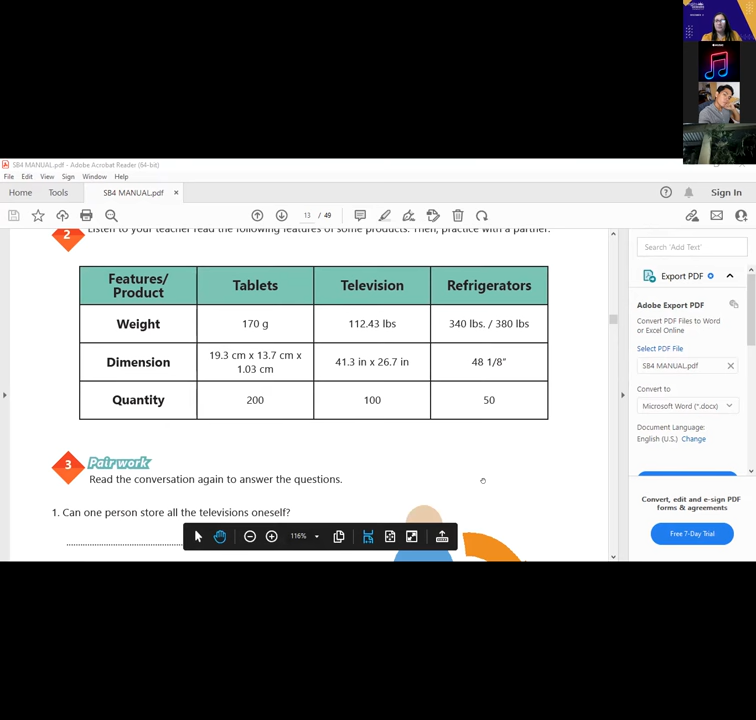 SB4 MANUAL.pdf - Adobe Acrobat Reader (64-bit)
File Edit View Sign Window Help
Home Tools SB4 MANUAL.pdf × Sign In
13 / 49
2 Listen to your teacher read the following features of some products. Then, practice with a partner.
Features/ Product Tablets Television Refrigerators
Weight 170 g 112.43 lbs 340 lbs. / 380 lbs
Dimension 19.3 cm x 13.7 cm x 1.03 cm 41.3 in x 26.7 in 48 1/8"
Quantity 200 100 50
3 Pair work
Read the conversation again to answer the questions.
1. Can one person store all the televisions oneself?
116%
Search 'Add Text'
Export PDF
Adobe Export PDF
Convert PDF Files to Word
or Excel Online
Select PDF File
SB4 MANUAL.pdf
Convert to
Microsoft Word (*.docx)
Document Language:
English (U.S.) Change
Convert, edit and e-sign PDF
forms & agreements
Free 7-Day Trial